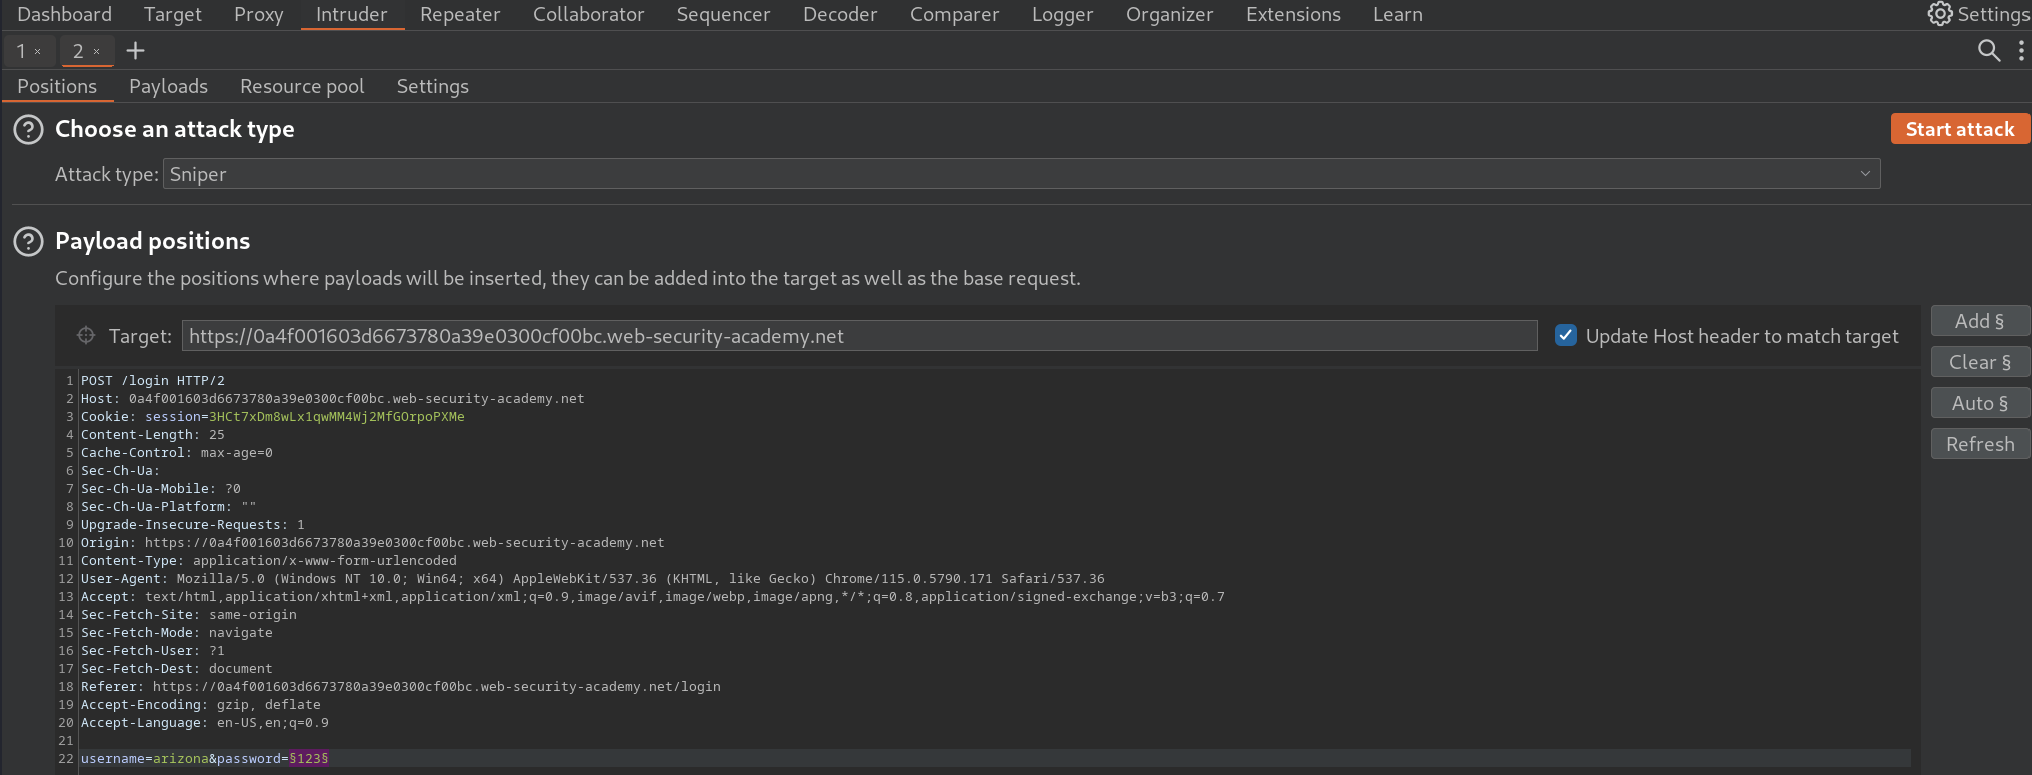 Dashboard Target Proxy Intruder Repeater Collaborator Sequencer Decoder Comparer Logger Organizer Extensions Learn Settings
1 × 2 × +
Positions Payloads Resource pool Settings
? Choose an attack type Start attack
Attack type: Sniper
? Payload positions
Configure the positions where payloads will be inserted, they can be added into the target as well as the base request.
Target: https://0a4f001603d6673780a39e0300cf00bc.web-security-academy.net Update Host header to match target
Add §
Clear §
Auto §
Refresh
1 POST /login HTTP/2
2 Host: 0a4f001603d6673780a39e0300cf00bc.web-security-academy.net
3 Cookie: session=3HCt7xDm8wLx1qwMM4Wj2MfGOrpoPXMe
4 Content-Length: 25
5 Cache-Control: max-age=0
6 Sec-Ch-Ua:
7 Sec-Ch-Ua-Mobile: ?0
8 Sec-Ch-Ua-Platform: ""
9 Upgrade-Insecure-Requests: 1
10 Origin: https://0a4f001603d6673780a39e0300cf00bc.web-security-academy.net
11 Content-Type: application/x-www-form-urlencoded
12 User-Agent: Mozilla/5.0 (Windows NT 10.0; Win64; x64) AppleWebKit/537.36 (KHTML, like Gecko) Chrome/115.0.5790.171 Safari/537.36
13 Accept: text/html,application/xhtml+xml,application/xml;q=0.9,image/avif,image/webp,image/apng,*/*;q=0.8,application/signed-exchange;v=b3;q=0.7
14 Sec-Fetch-Site: same-origin
15 Sec-Fetch-Mode: navigate
16 Sec-Fetch-User: ?1
17 Sec-Fetch-Dest: document
18 Referer: https://0a4f001603d6673780a39e0300cf00bc.web-security-academy.net/login
19 Accept-Encoding: gzip, deflate
20 Accept-Language: en-US,en;q=0.9
21
22 username=arizona&password=§123§